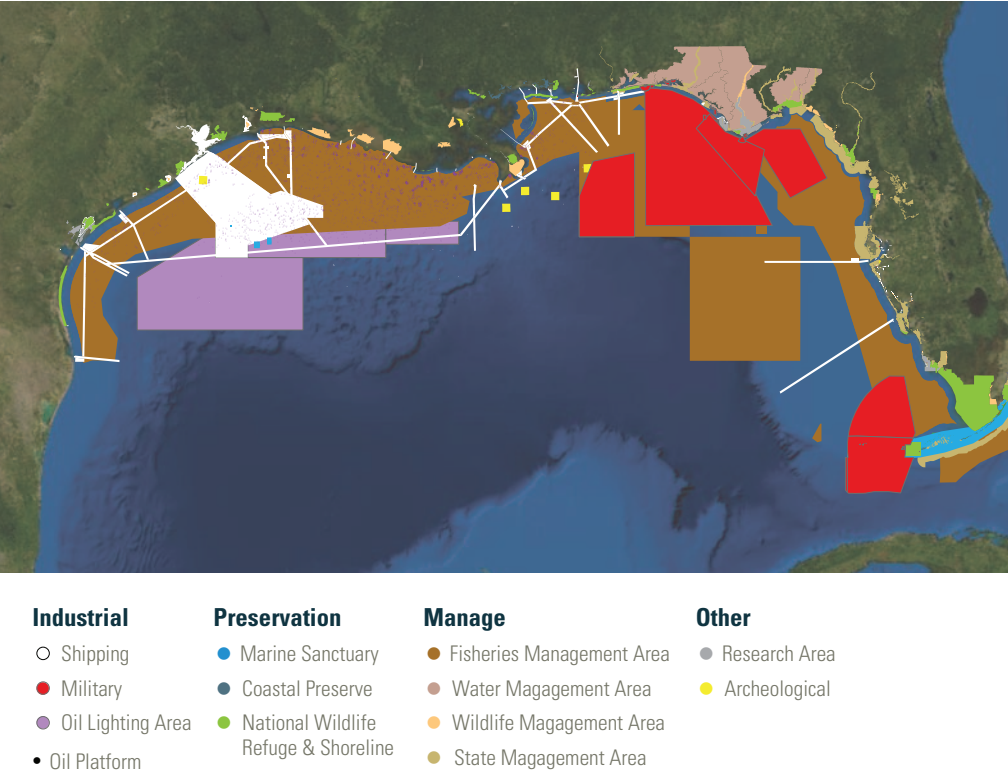 Industrial
Shipping
Military
Oil Lighting Area
Oil Platform
Preservation
Marine Sanctuary
Coastal Preserve
National Wildlife
Refuge & Shoreline
Manage
Fisheries Management Area
Water Magagement Area
Wildlife Magagement Area
State Magagement Area
Other
Research Area
Archeological